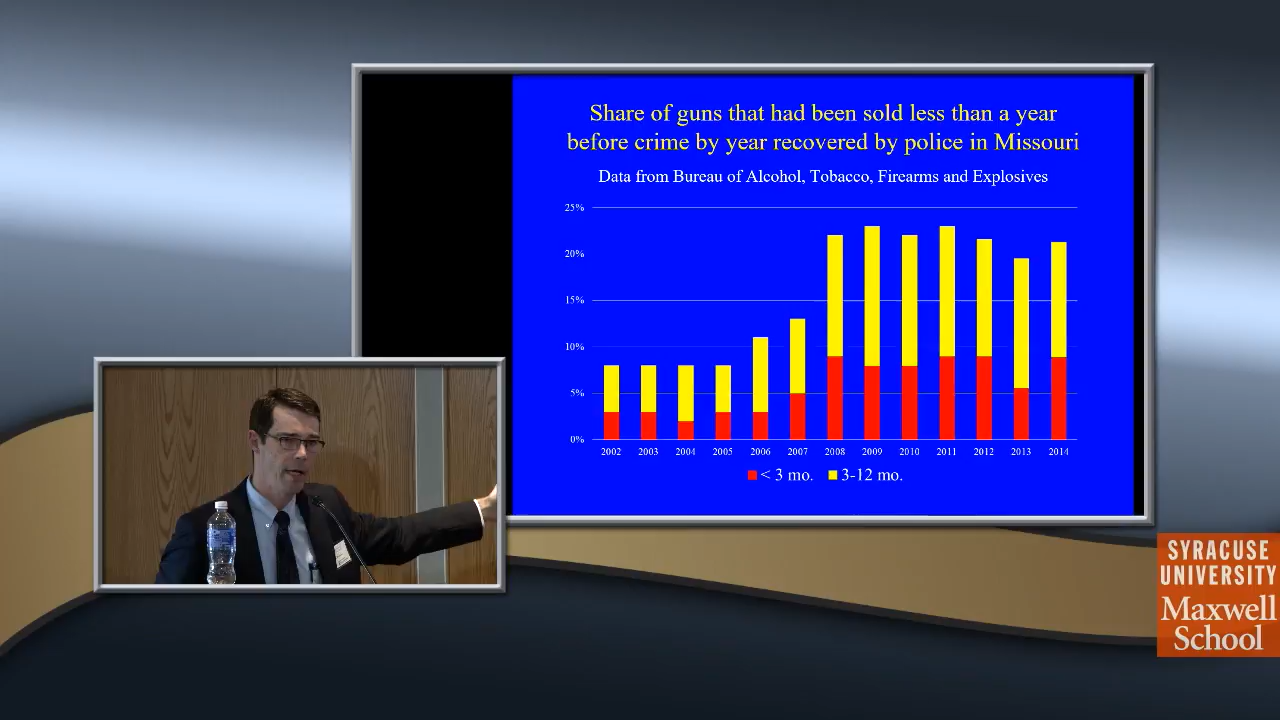 Share of guns that had been sold less than a year
before crime by year recovered by police in Missouri
Data from Bureau of Alcohol, Tobacco, Firearms and Explosives
25%
20%
15%
10%
5%
0%
2002 2003 2004 2005 2006 2007 2008 2009 2010 2011 2012 2013 2014
< 3 mo. 3-12 mo.
SYRACUSE
UNIVERSITY
Maxwell
School